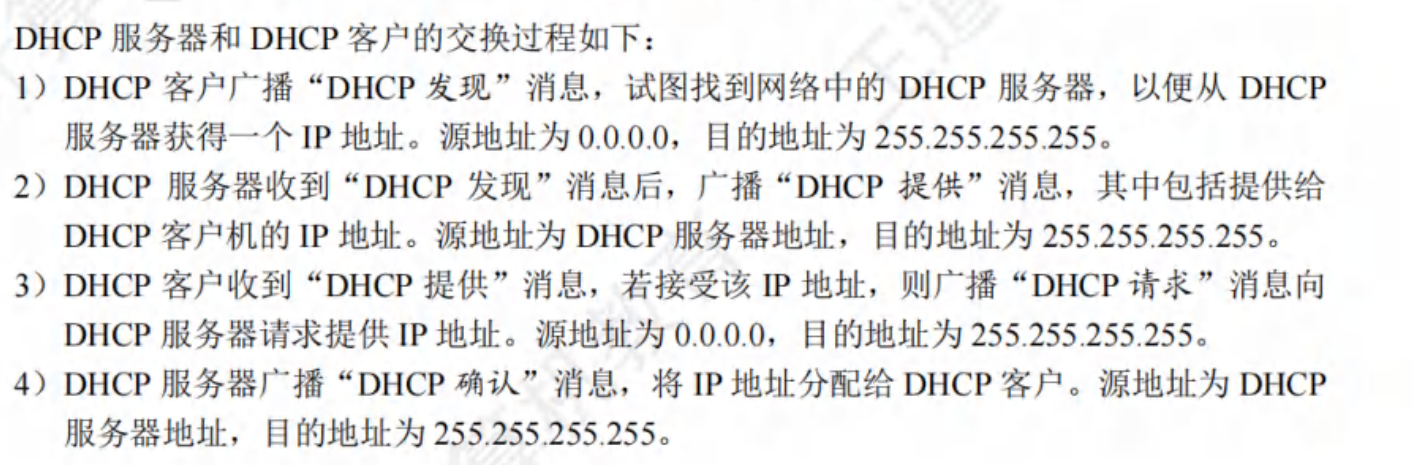 DHCP 服务器和 DHCP 客户的交换过程如下：
1）DHCP 客户广播“DHCP 发现”消息，试图找到网络中的 DHCP 服务器，以便从 DHCP
服务器获得一个 IP 地址。源地址为 0.0.0.0，目的地址为 255.255.255.255。
2）DHCP 服务器收到“DHCP 发现”消息后，广播“DHCP 提供”消息，其中包括提供给
DHCP 客户机的 IP 地址。源地址为 DHCP 服务器地址，目的地址为 255.255.255.255。
3）DHCP 客户收到“DHCP 提供”消息，若接受该 IP 地址，则广播“DHCP 请求”消息向
DHCP 服务器请求提供 IP 地址。源地址为 0.0.0.0，目的地址为 255.255.255.255。
4）DHCP 服务器广播“DHCP 确认”消息，将 IP 地址分配给 DHCP 客户。源地址为 DHCP
服务器地址，目的地址为 255.255.255.255。